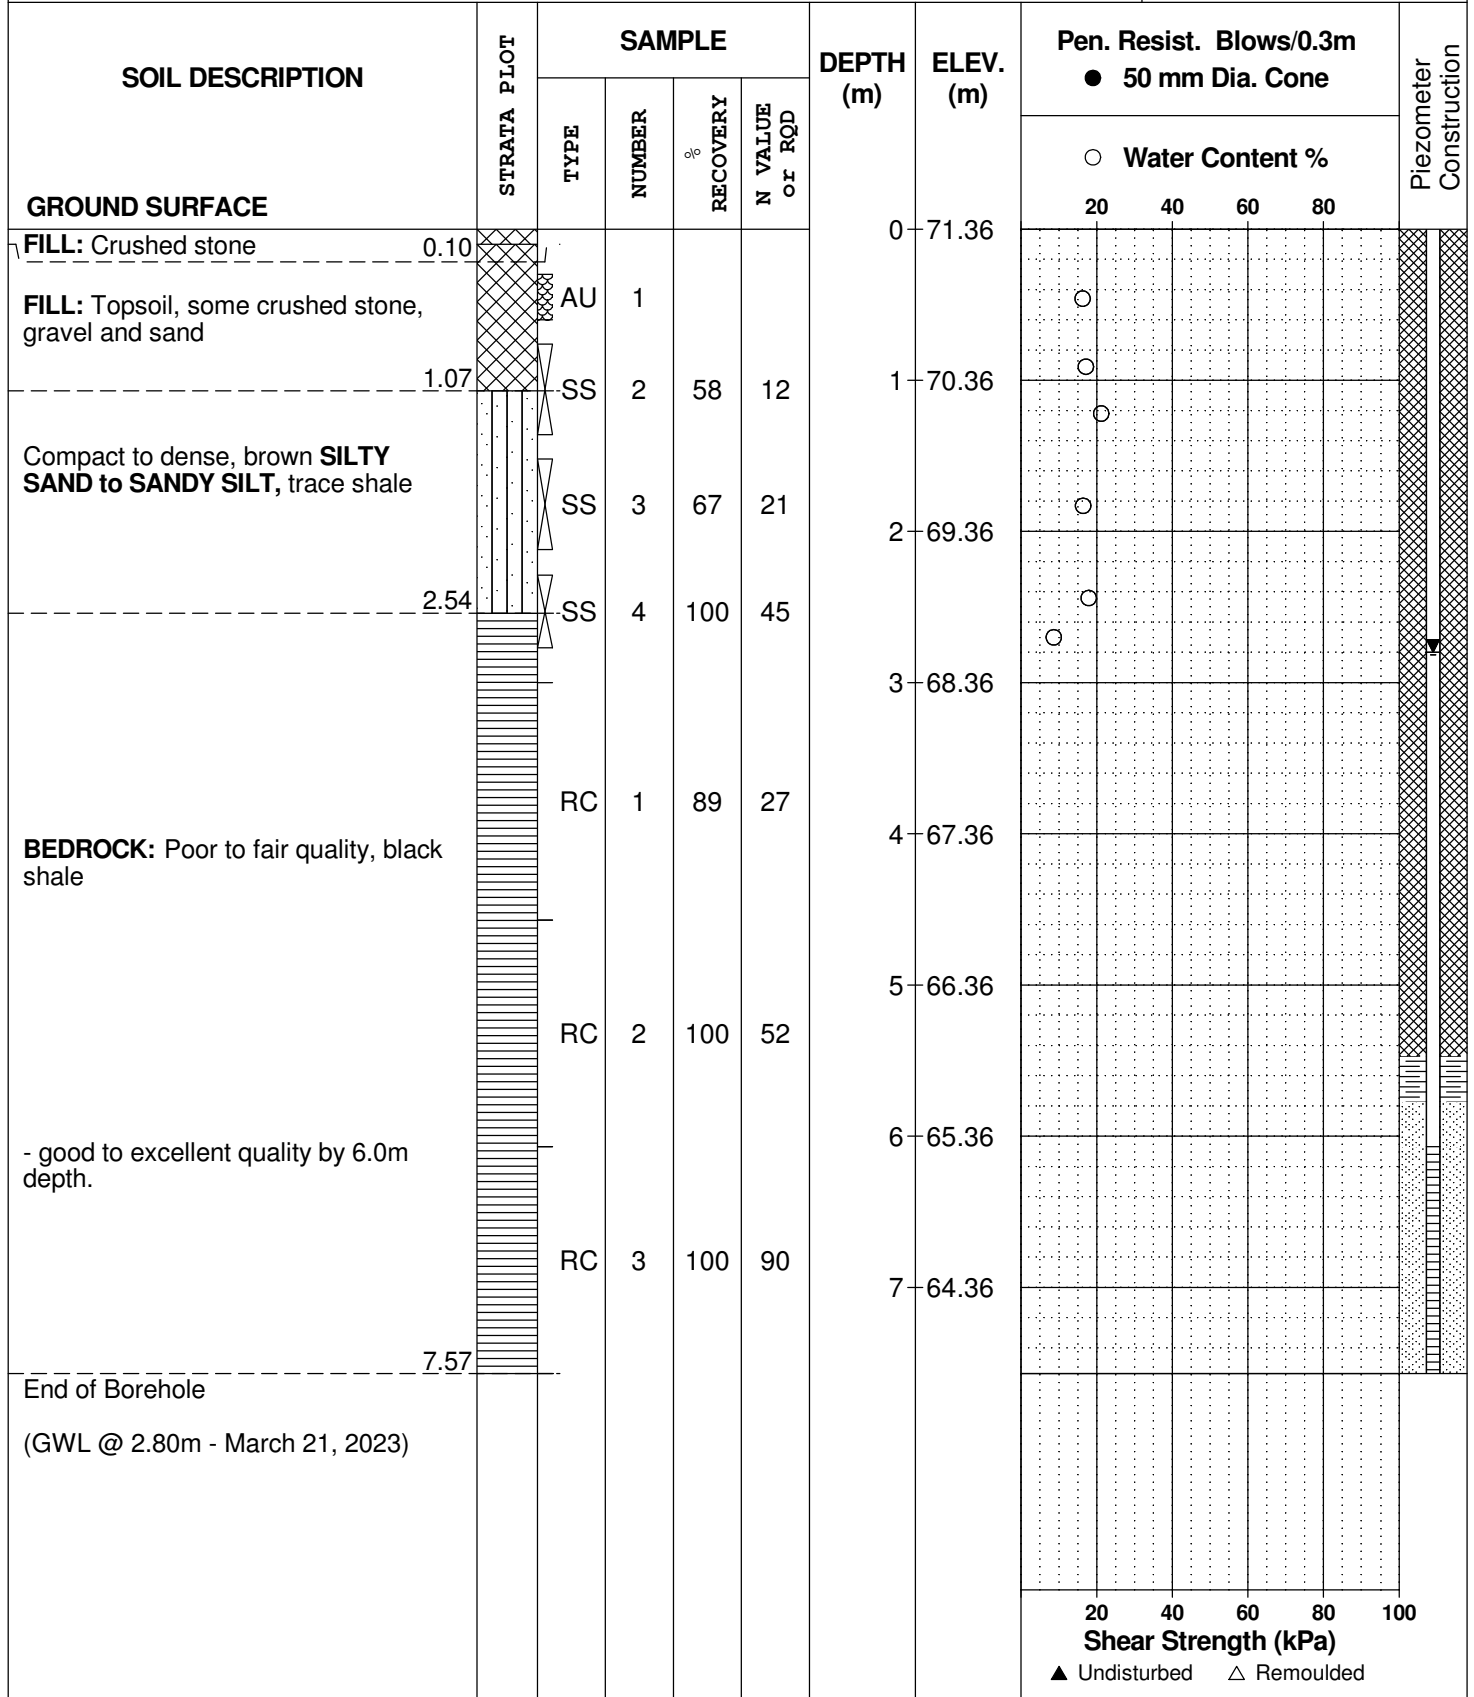 SOIL DESCRIPTION
GROUND SURFACE
STRATA PLOT
SAMPLE
TYPE
NUMBER
%
RECOVERY
N VALUE
or RQD
DEPTH
(m)
ELEV.
(m)
Pen. Resist. Blows/0.3m
● 50 mm Dia. Cone
○ Water Content %
20 40 60 80
Piezometer
Construction
0 71.36
FILL: Crushed stone 0.10
FILL: Topsoil, some crushed stone,
gravel and sand
AU 1
1.07
SS 2 58 12
1 70.36
Compact to dense, brown SILTY
SAND to SANDY SILT, trace shale
SS 3 67 21
2 69.36
2.54
SS 4 100 45
3 68.36
RC 1 89 27
4 67.36
BEDROCK: Poor to fair quality, black
shale
5 66.36
RC 2 100 52
6 65.36
- good to excellent quality by 6.0m
depth.
RC 3 100 90
7 64.36
7.57
End of Borehole
(GWL @ 2.80m - March 21, 2023)
20 40 60 80 100
Shear Strength (kPa)
▲ Undisturbed △ Remoulded